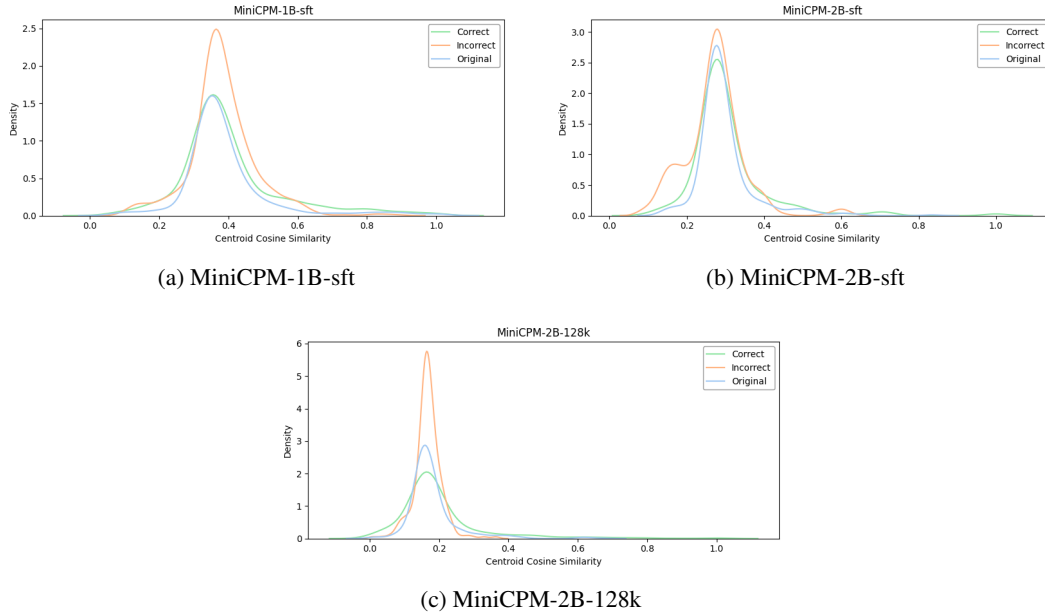 MiniCPM-1B-sft
2.5
2.0
1.5
1.0
0.5
0.0
Density
0.0 0.2 0.4 0.6 0.8 1.0
Centroid Cosine Similarity
Correct
Incorrect
Original
(a) MiniCPM-1B-sft
MiniCPM-2B-sft
3.0
2.5
2.0
1.5
1.0
0.5
0.0
Density
0.0 0.2 0.4 0.6 0.8 1.0
Centroid Cosine Similarity
Correct
Incorrect
Original
(b) MiniCPM-2B-sft
MiniCPM-2B-128k
6
5
4
3
2
1
0
Density
0.0 0.2 0.4 0.6 0.8 1.0
Centroid Cosine Similarity
Correct
Incorrect
Original
(c) MiniCPM-2B-128k